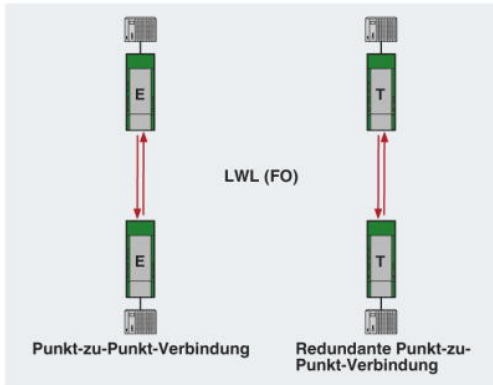 E
T
LWL (FO)
E
T
Punkt-zu-Punkt-Verbindung
Redundante Punkt-zu-
Punkt-Verbindung